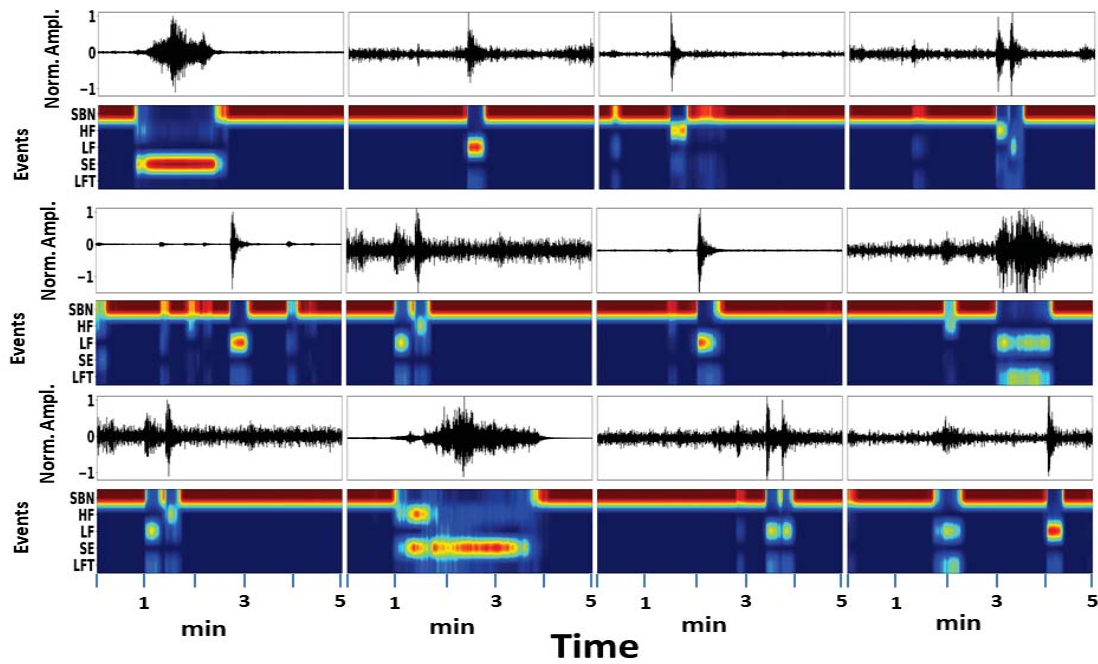 Norm. Ampl.
1
0
-1
Events
SBN
HF
LF
SE
LFT
Norm. Ampl.
1
0
-1
Events
SBN
HF
LF
SE
LFT
Norm. Ampl.
1
0
-1
Events
SBN
HF
LF
SE
LFT
1 3 5 1 3 5 1 3 5 1 3 5
min min min min
Time